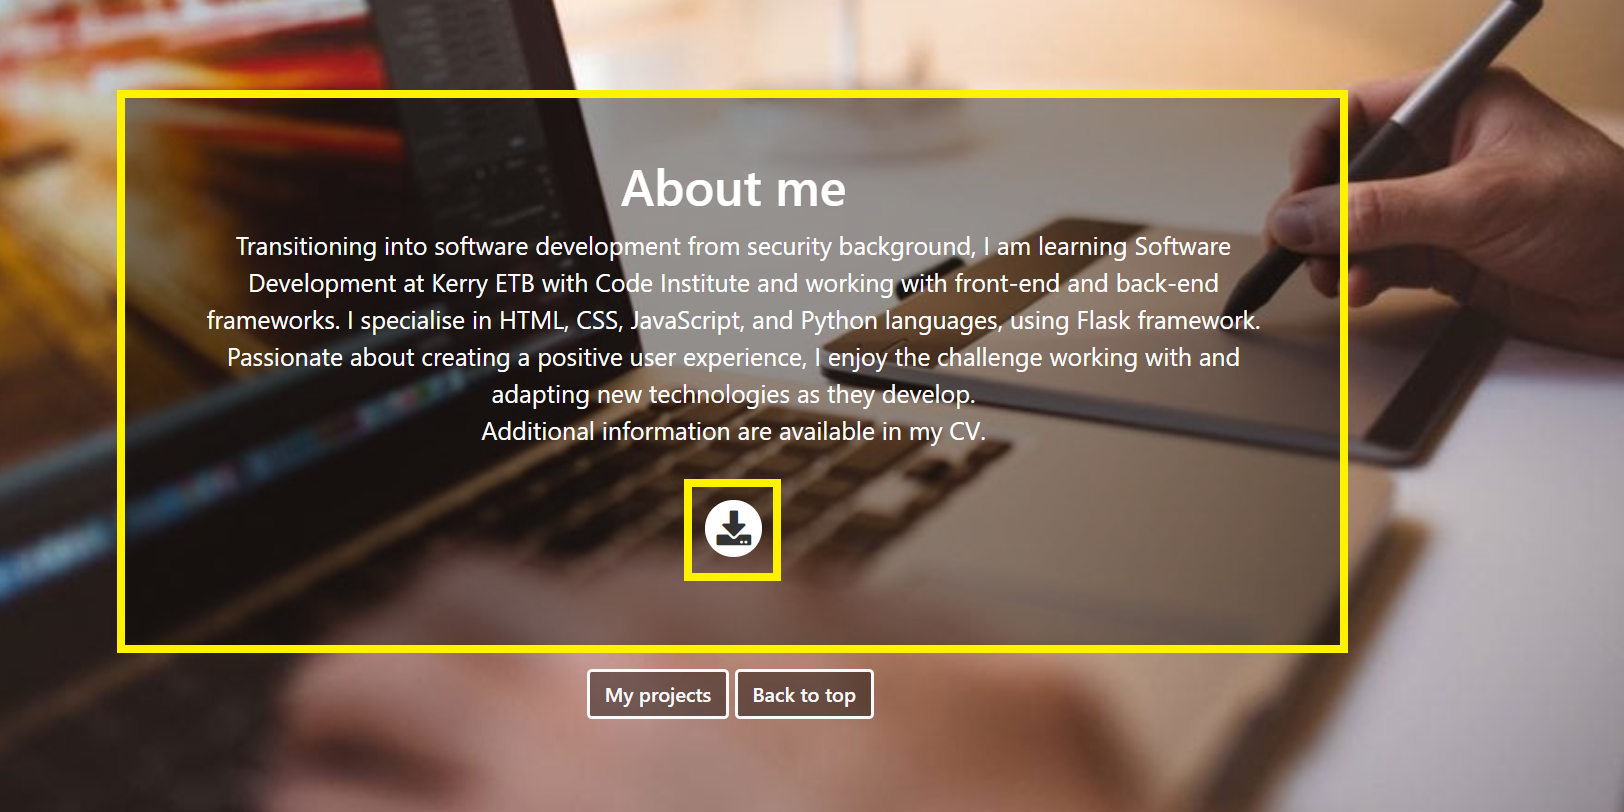 About me
Transitioning into software development from security background, I am learning Software
Development at Kerry ETB with Code Institute and working with front-end and back-end
frameworks. I specialise in HTML, CSS, JavaScript, and Python languages, using Flask framework.
Passionate about creating a positive user experience, I enjoy the challenge working with and
adapting new technologies as they develop.
Additional information are available in my CV.
My projects
Back to top